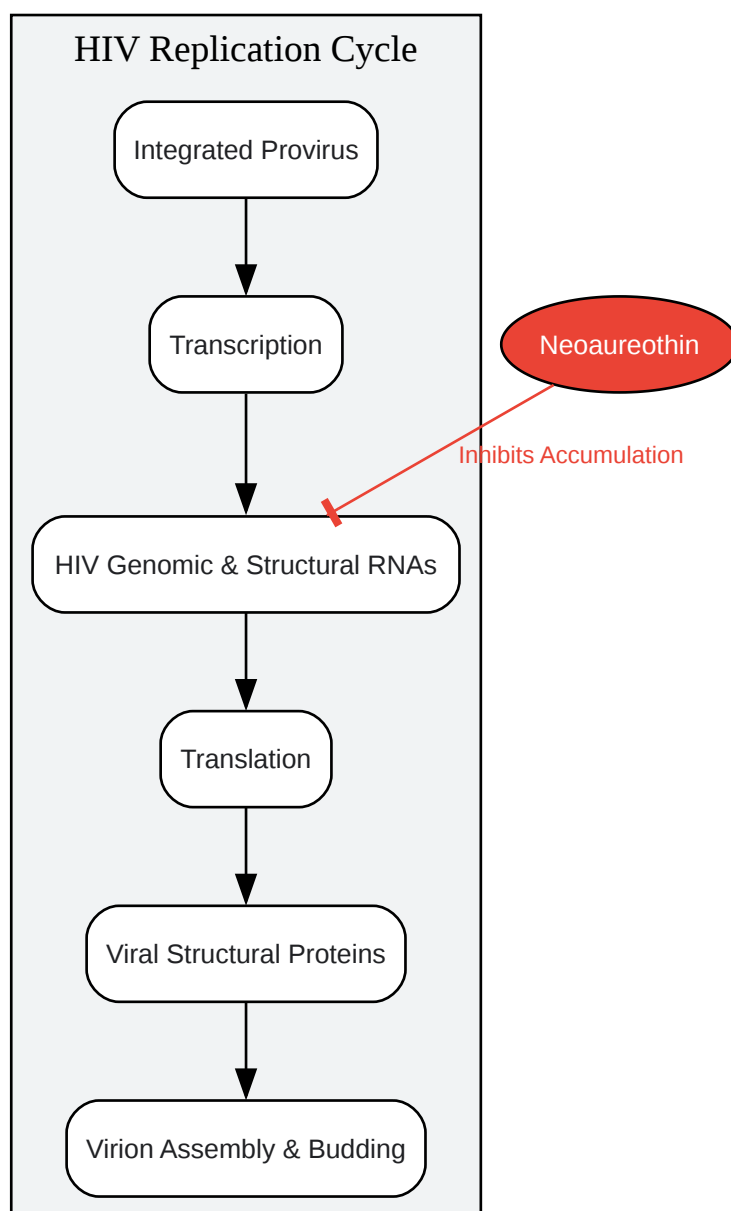 HIV Replication Cycle
Integrated Provirus
Transcription
Neoaureothin
Inhibits Accumulation
HIV Genomic & Structural RNAs
Translation
Viral Structural Proteins
Virion Assembly & Budding